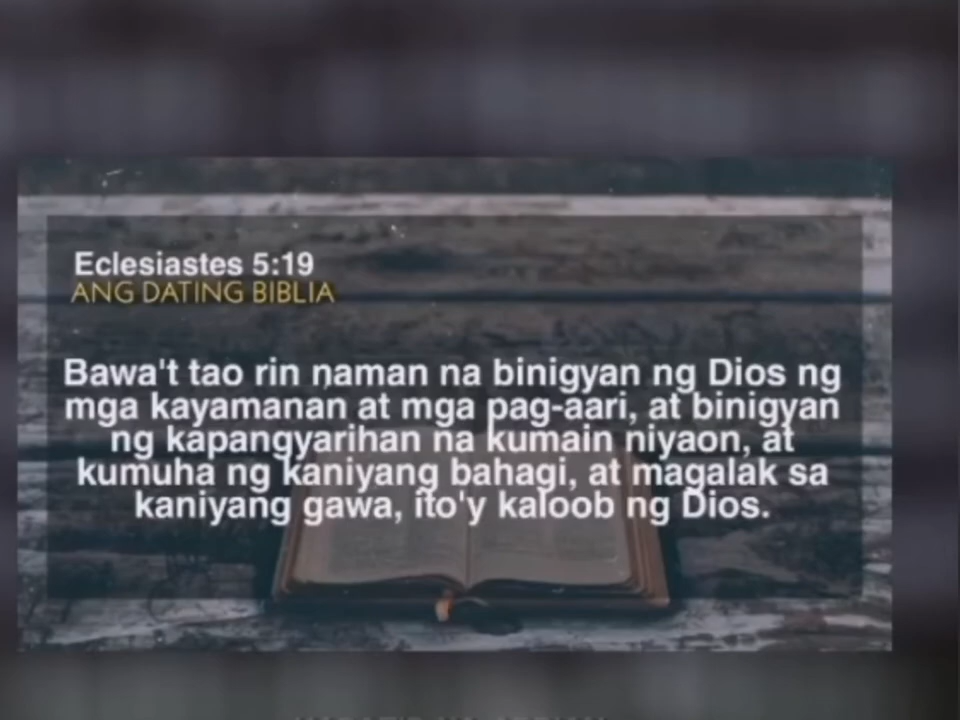 Eclesiastes 5:19
ANG DATING BIBLIA
Bawa't tao rin naman na binigyan ng Dios ng
mga kayamanan at mga pag-aari, at binigyan
ng kapangyarihan na kumain niyaon, at
kumuha ng kaniyang bahagi, at magalak sa
kaniyang gawa, ito'y kaloob ng Dios.